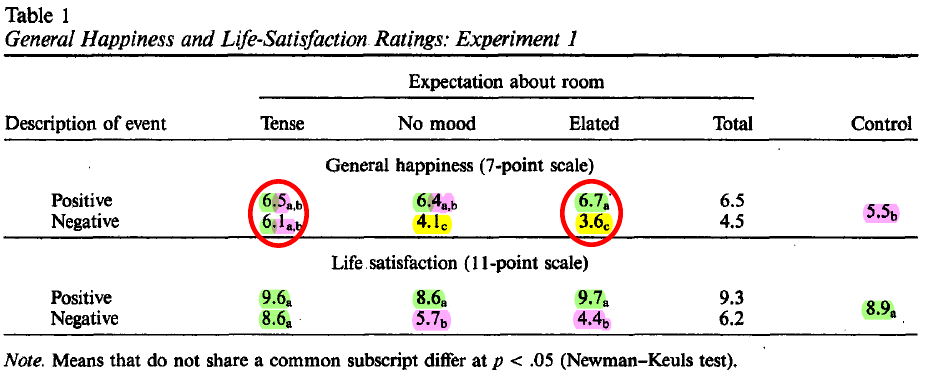 Table 1
General Happiness and Life-Satisfaction Ratings: Experiment 1
Expectation about room
Description of event Tense No mood Elated Total Control
General happiness (7-point scale)
Positive 6.5a,b 6.4a,b 6.7a 6.5
5.5b
Negative 6.1a,b 4.1c 3.6c 4.5
Life satisfaction (11-point scale)
Positive 9.6a 8.6a 9.7a 9.3
8.9a
Negative 8.6a 5.7b 4.4b 6.2
Note. Means that do not share a common subscript differ at p < .05 (Newman–Keuls test).